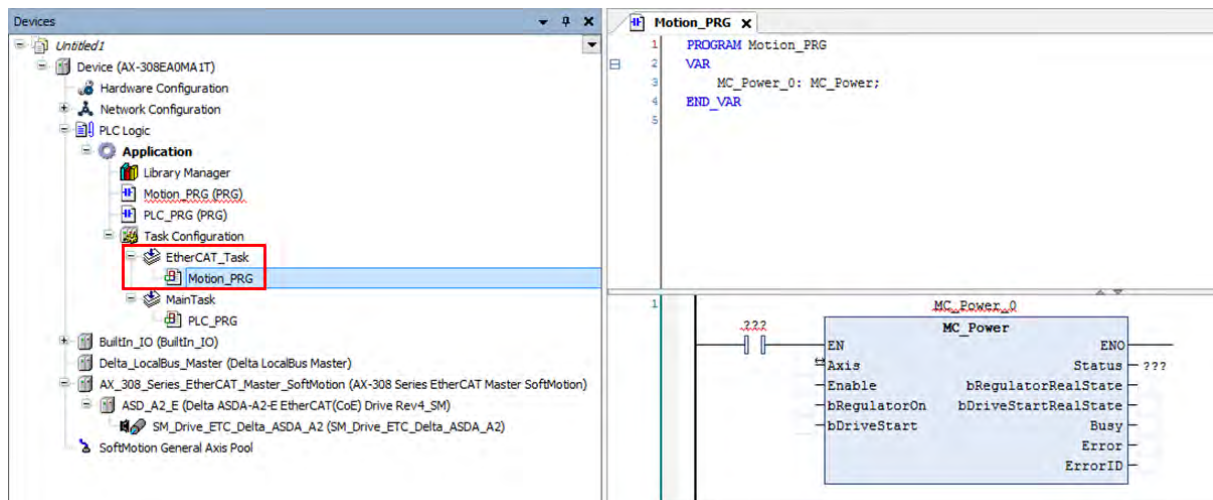 Devices
Untitled1
Device (AX-308EA0MA1T)
Hardware Configuration
Network Configuration
PLC Logic
Application
Library Manager
Motion_PRG (PRG)
PLC_PRG (PRG)
Task Configuration
EtherCAT_Task
Motion_PRG
MainTask
PLC_PRG
BuiltIn_IO (BuiltIn_IO)
Delta_LocalBus_Master (Delta LocalBus Master)
AX_308_Series_EtherCAT_Master_SoftMotion (AX-308 Series EtherCAT Master SoftMotion)
ASD_A2_E (Delta ASDA-A2-E EtherCAT(CoE) Drive Rev4_SM)
SM_Drive_ETC_Delta_ASDA_A2 (SM_Drive_ETC_Delta_ASDA_A2)
SoftMotion General Axis Pool
Motion_PRG X
1 PROGRAM Motion_PRG
2 VAR
3 MC_Power_0: MC_Power;
4 END_VAR
5
1
MC_Power_0
??? MC_Power
EN ENO
Axis Status ???
Enable bRegulatorRealState
bRegulatorOn bDriveStartRealState
bDriveStart Busy
Error
ErrorID